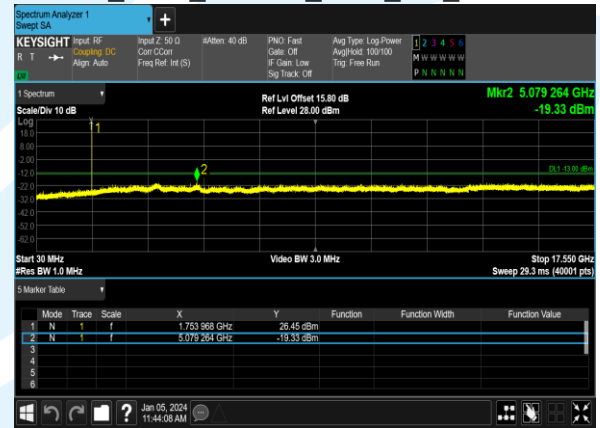 Spectrum Analyzer 1
Swept SA
KEYSIGHT Input: RF Input Z: 50 Ω #Atten: 40 dB PNO: Fast Avg Type: Log-Power 1 2 3 4 5 6
R T Coupling: DC Corr CCorr Gate: Off Avg|Hold: 100/100 M W W W W W
Align: Auto Freq Ref: Int (S) IF Gain: Low Trig: Free Run P N N N N N
LV Sig Track: Off
1 Spectrum Ref Lvl Offset 15.80 dB Mkr2 5.079 264 GHz
Scale/Div 10 dB Ref Level 28.00 dBm -19.33 dBm
Log
1
18.0
8.00
-2.00
-12.0 2 DL1 -13.00 dBm
-22.0
-32.0
-42.0
-52.0
-62.0
Start 30 MHz Video BW 3.0 MHz Stop 17.550 GHz
#Res BW 1.0 MHz Sweep 29.3 ms (40001 pts)
5 Marker Table
Mode Trace Scale X Y Function Function Width Function Value
1 N 1 f 1.753 968 GHz 26.45 dBm
2 N 1 f 5.079 264 GHz -19.33 dBm
3
4
5
6
? Jan 05, 2024
11:44:08 AM